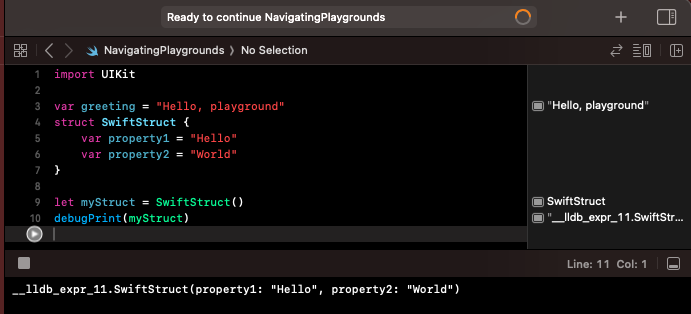 Ready to continue NavigatingPlaygrounds
NavigatingPlaygrounds 〉 No Selection
1 import UIKit
2
3 var greeting = "Hello, playground"
"Hello, playground"
4 struct SwiftStruct {
5 var property1 = "Hello"
6 var property2 = "World"
7 }
8
9 let myStruct = SwiftStruct()
SwiftStruct
10 debugPrint(myStruct)
"__lldb_expr_11.SwiftStr...
Line: 11 Col: 1
__lldb_expr_11.SwiftStruct(property1: "Hello", property2: "World")